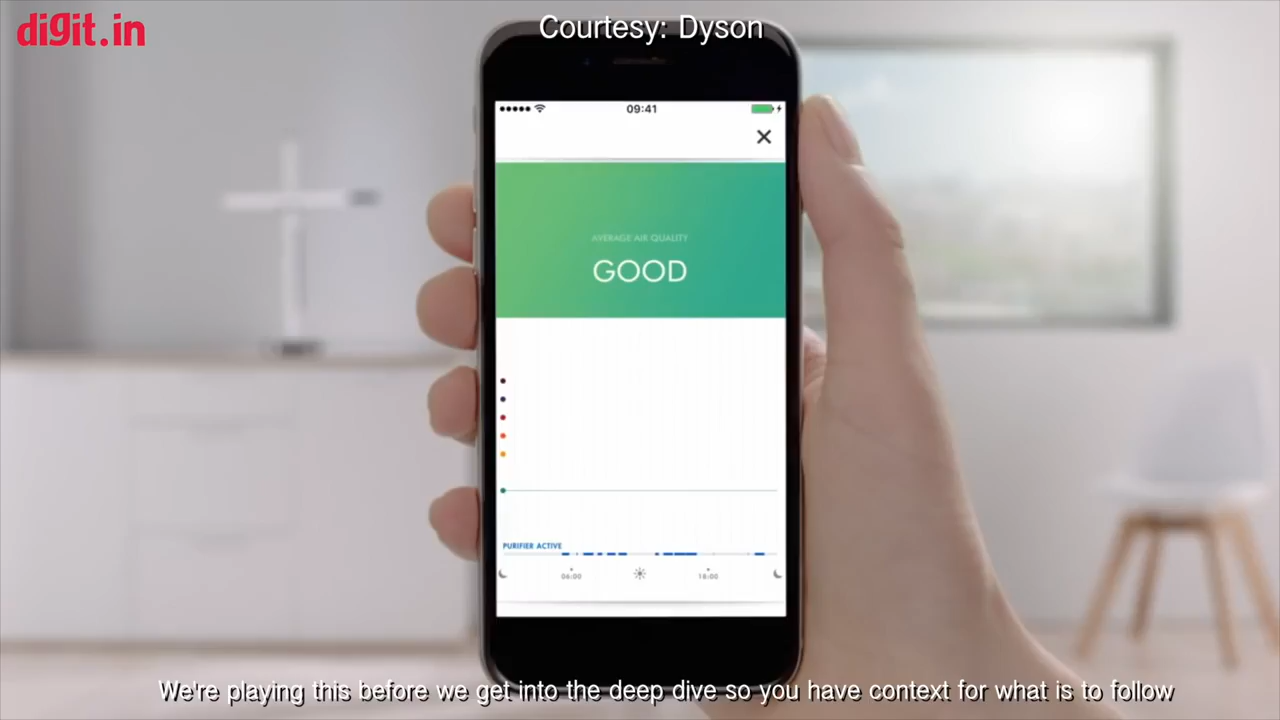 digit.in
Courtesy: Dyson
09:41
AVERAGE AIR QUALITY
GOOD
PURIFIER ACTIVE
06:00
18:00
We're playing this before we get into the deep dive so you have context for what is to follow